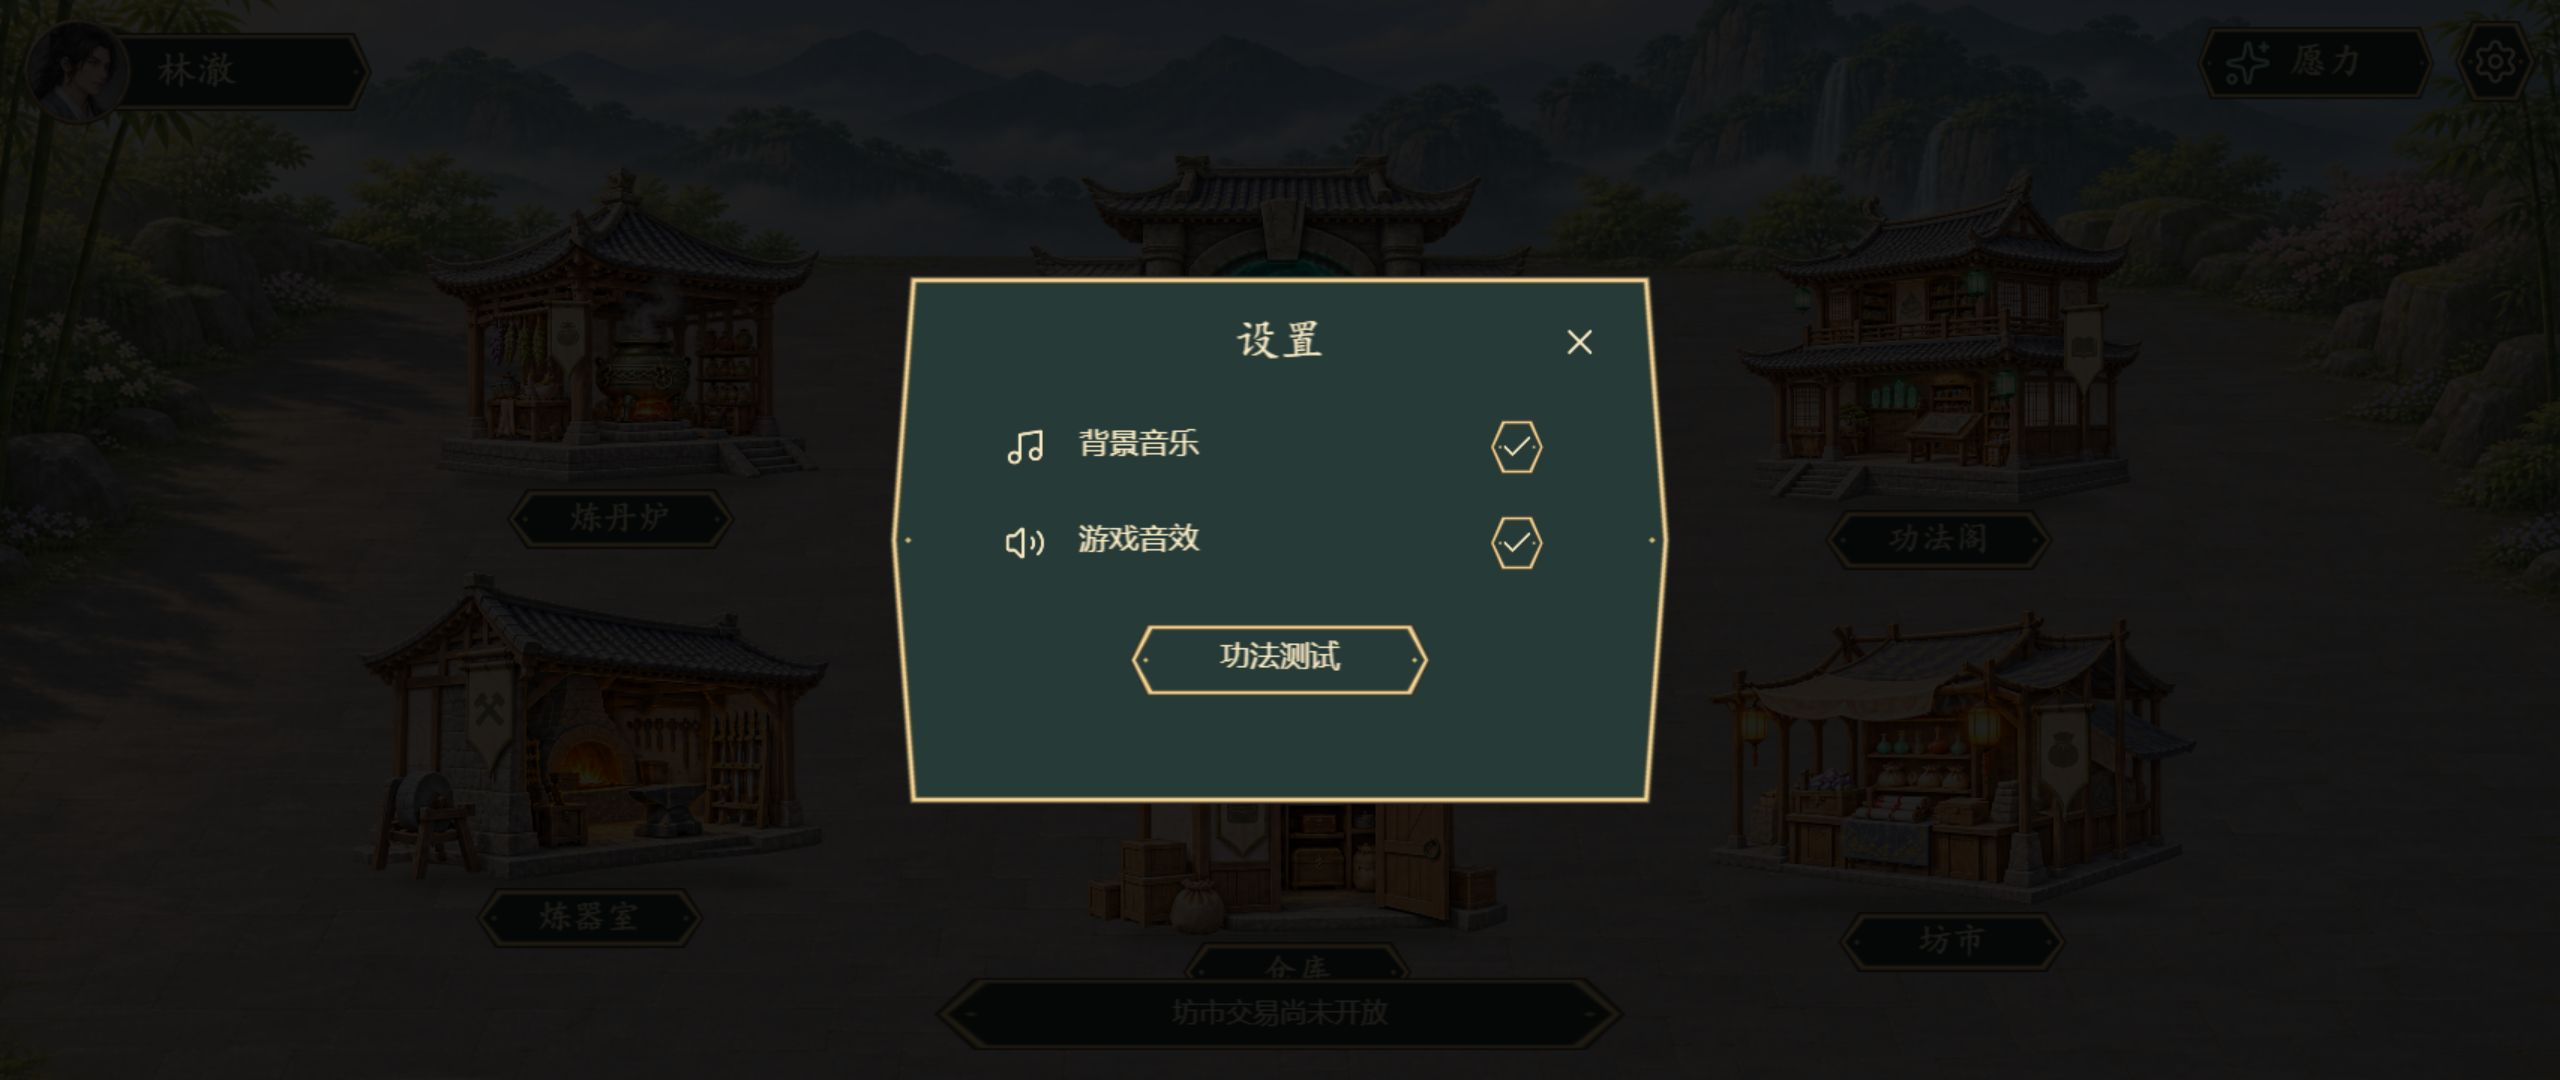 林澈
愿力
设置
背景音乐
游戏音效
功法测试
炼丹炉
功法阁
炼器室
坊市
仓库
坊市交易尚未开放